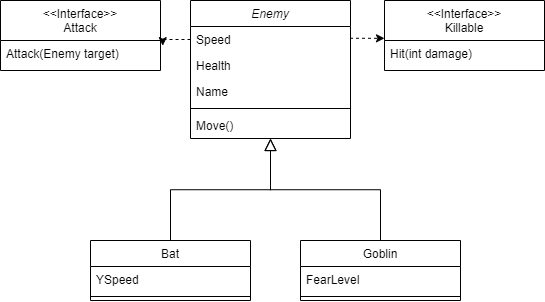 <<Interface>>
Attack
Attack(Enemy target)
Enemy
Speed
Health
Name
Move()
<<Interface>>
Killable
Hit(int damage)
Bat
YSpeed
Goblin
FearLevel